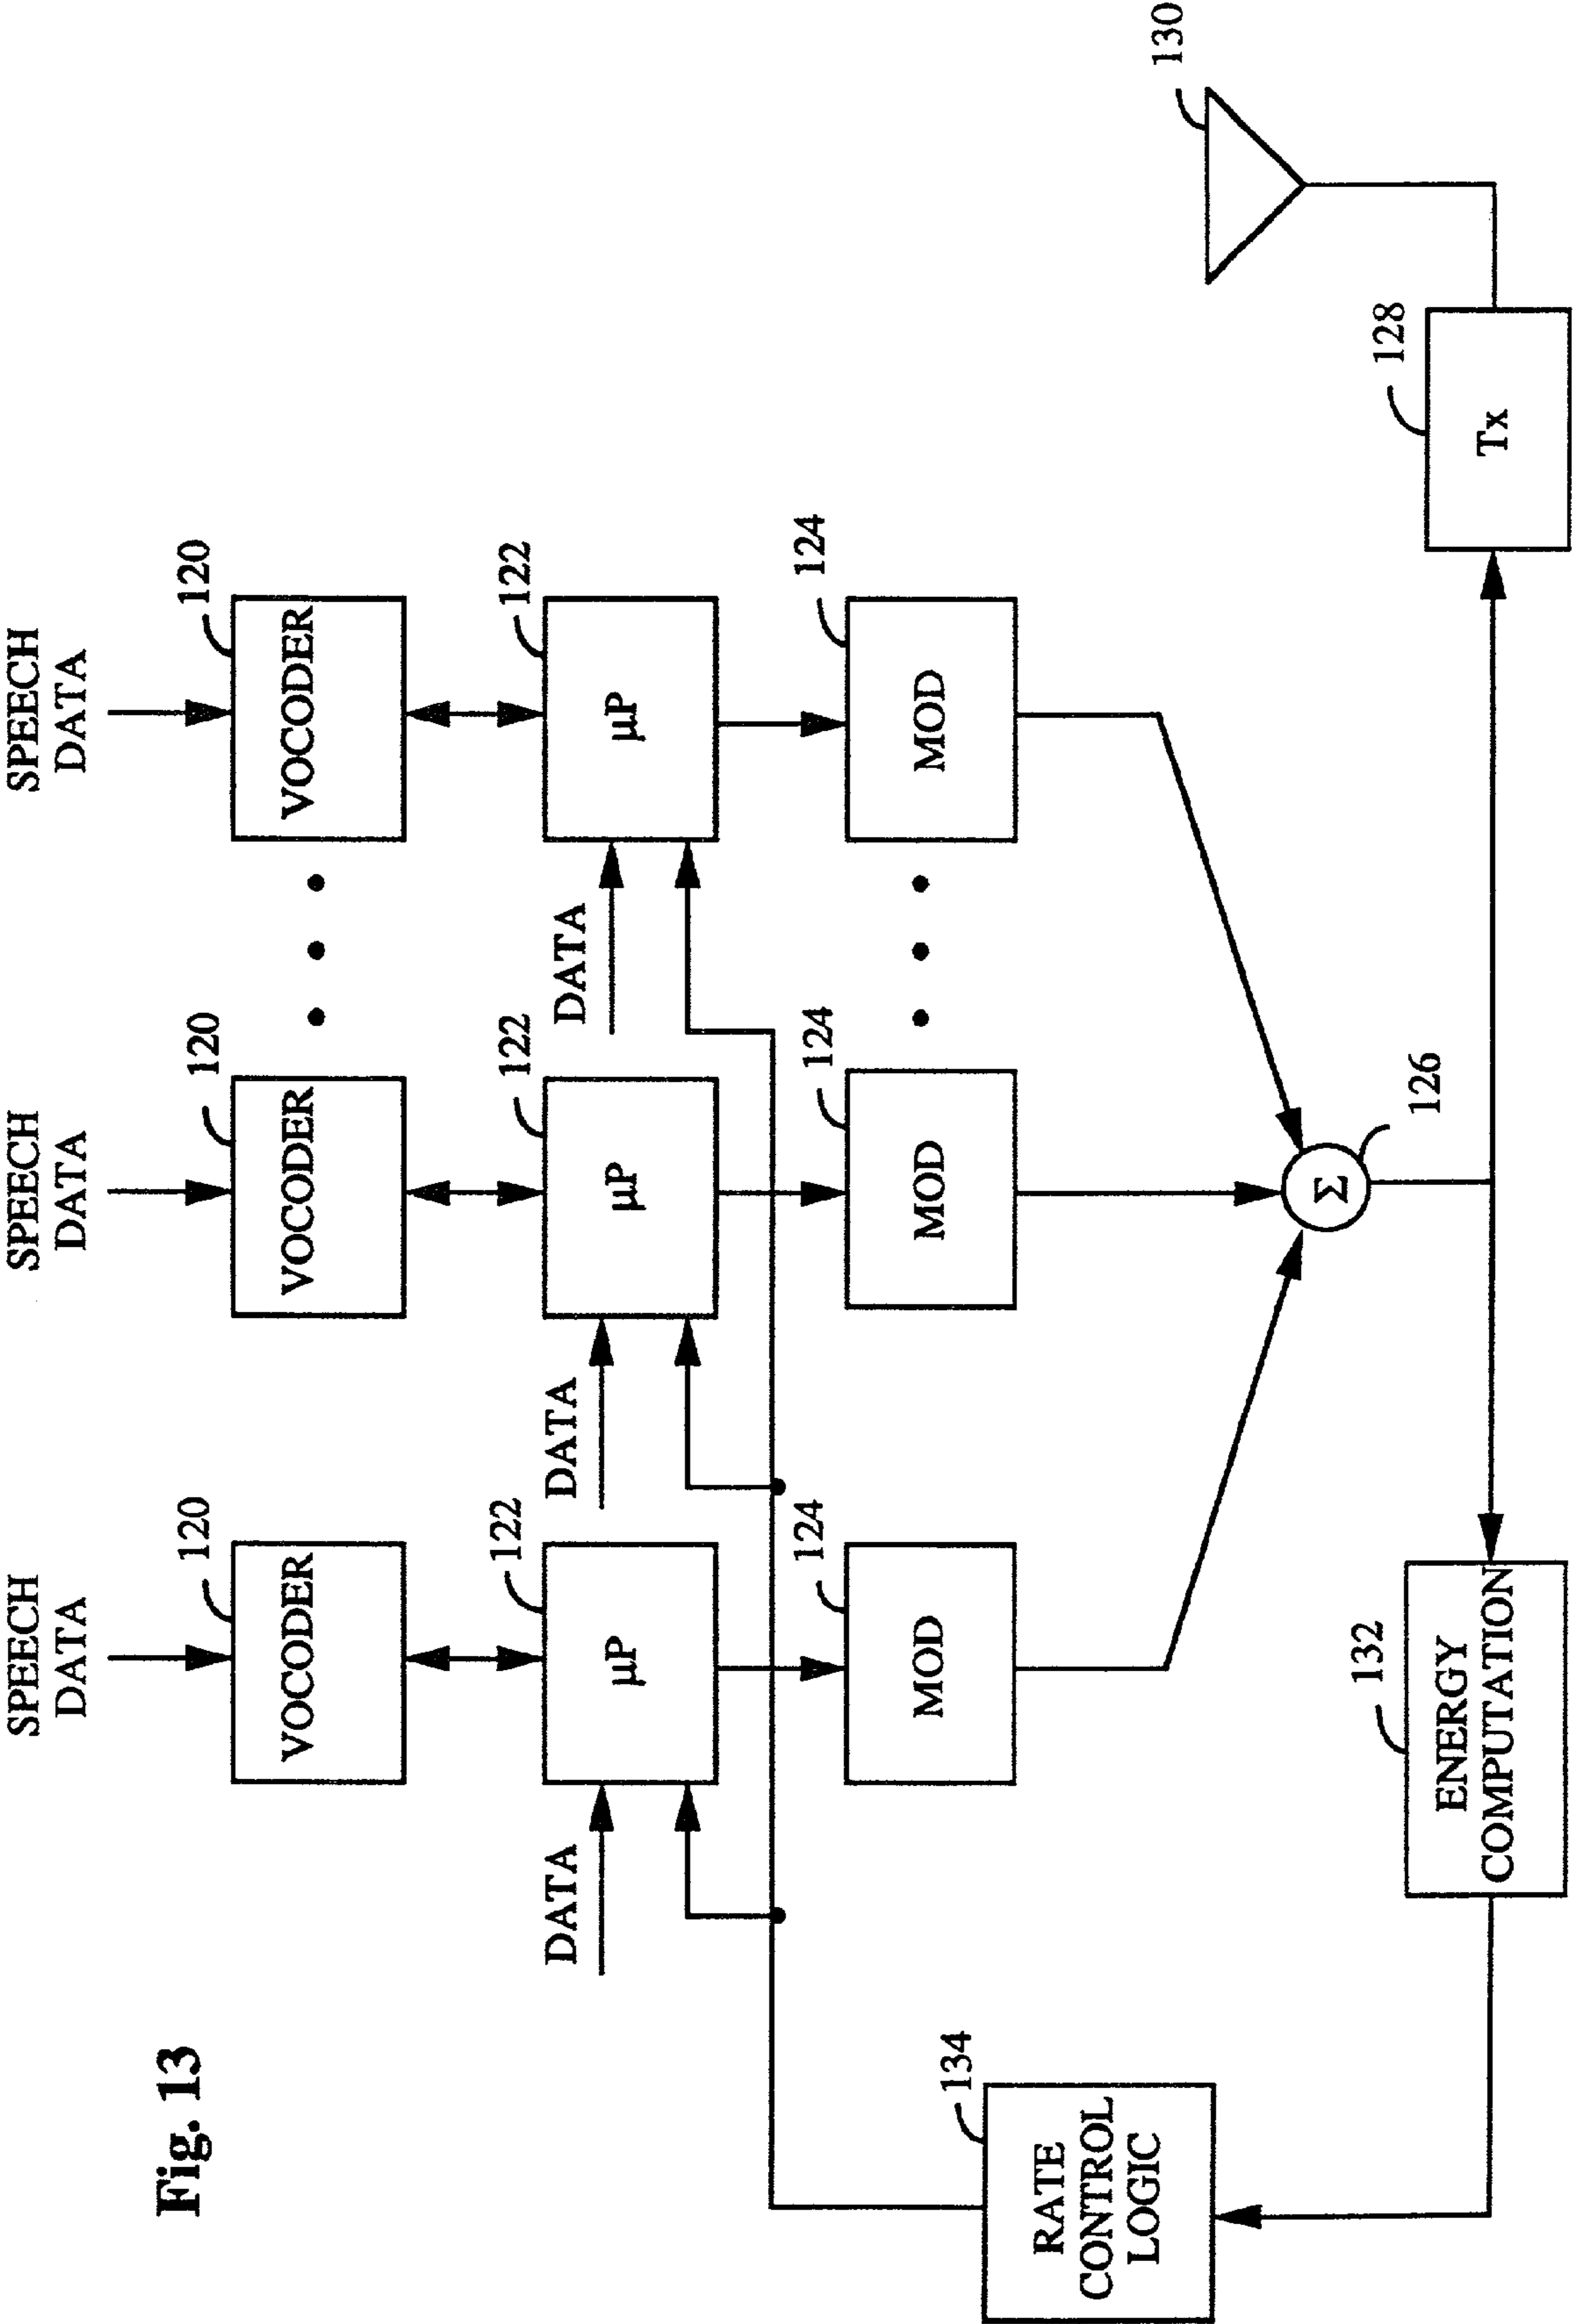 SPEECH
DATA
SPEECH
DATA
SPEECH
DATA
Fig. 13
120
120
120
VOCODER
VOCODER
VOCODER
122
122
122
DATA
DATA
DATA
µP
µP
µP
124
124
124
MOD
MOD
MOD
134
RATE
CONTROL
LOGIC
130
Σ
126
132
128
ENERGY
COMPUTATION
Tx